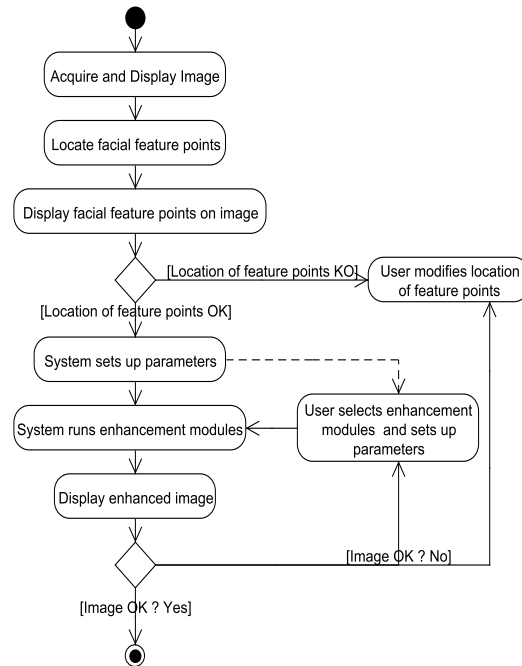 Acquire and Display Image
Locate facial feature points
Display facial feature points on image
[Location of feature points KO]
User modifies location
of feature points
[Location of feature points OK]
System sets up parameters
User selects enhancement
modules and sets up
parameters
System runs enhancement modules
Display enhanced image
[Image OK ? No]
[Image OK ? Yes]